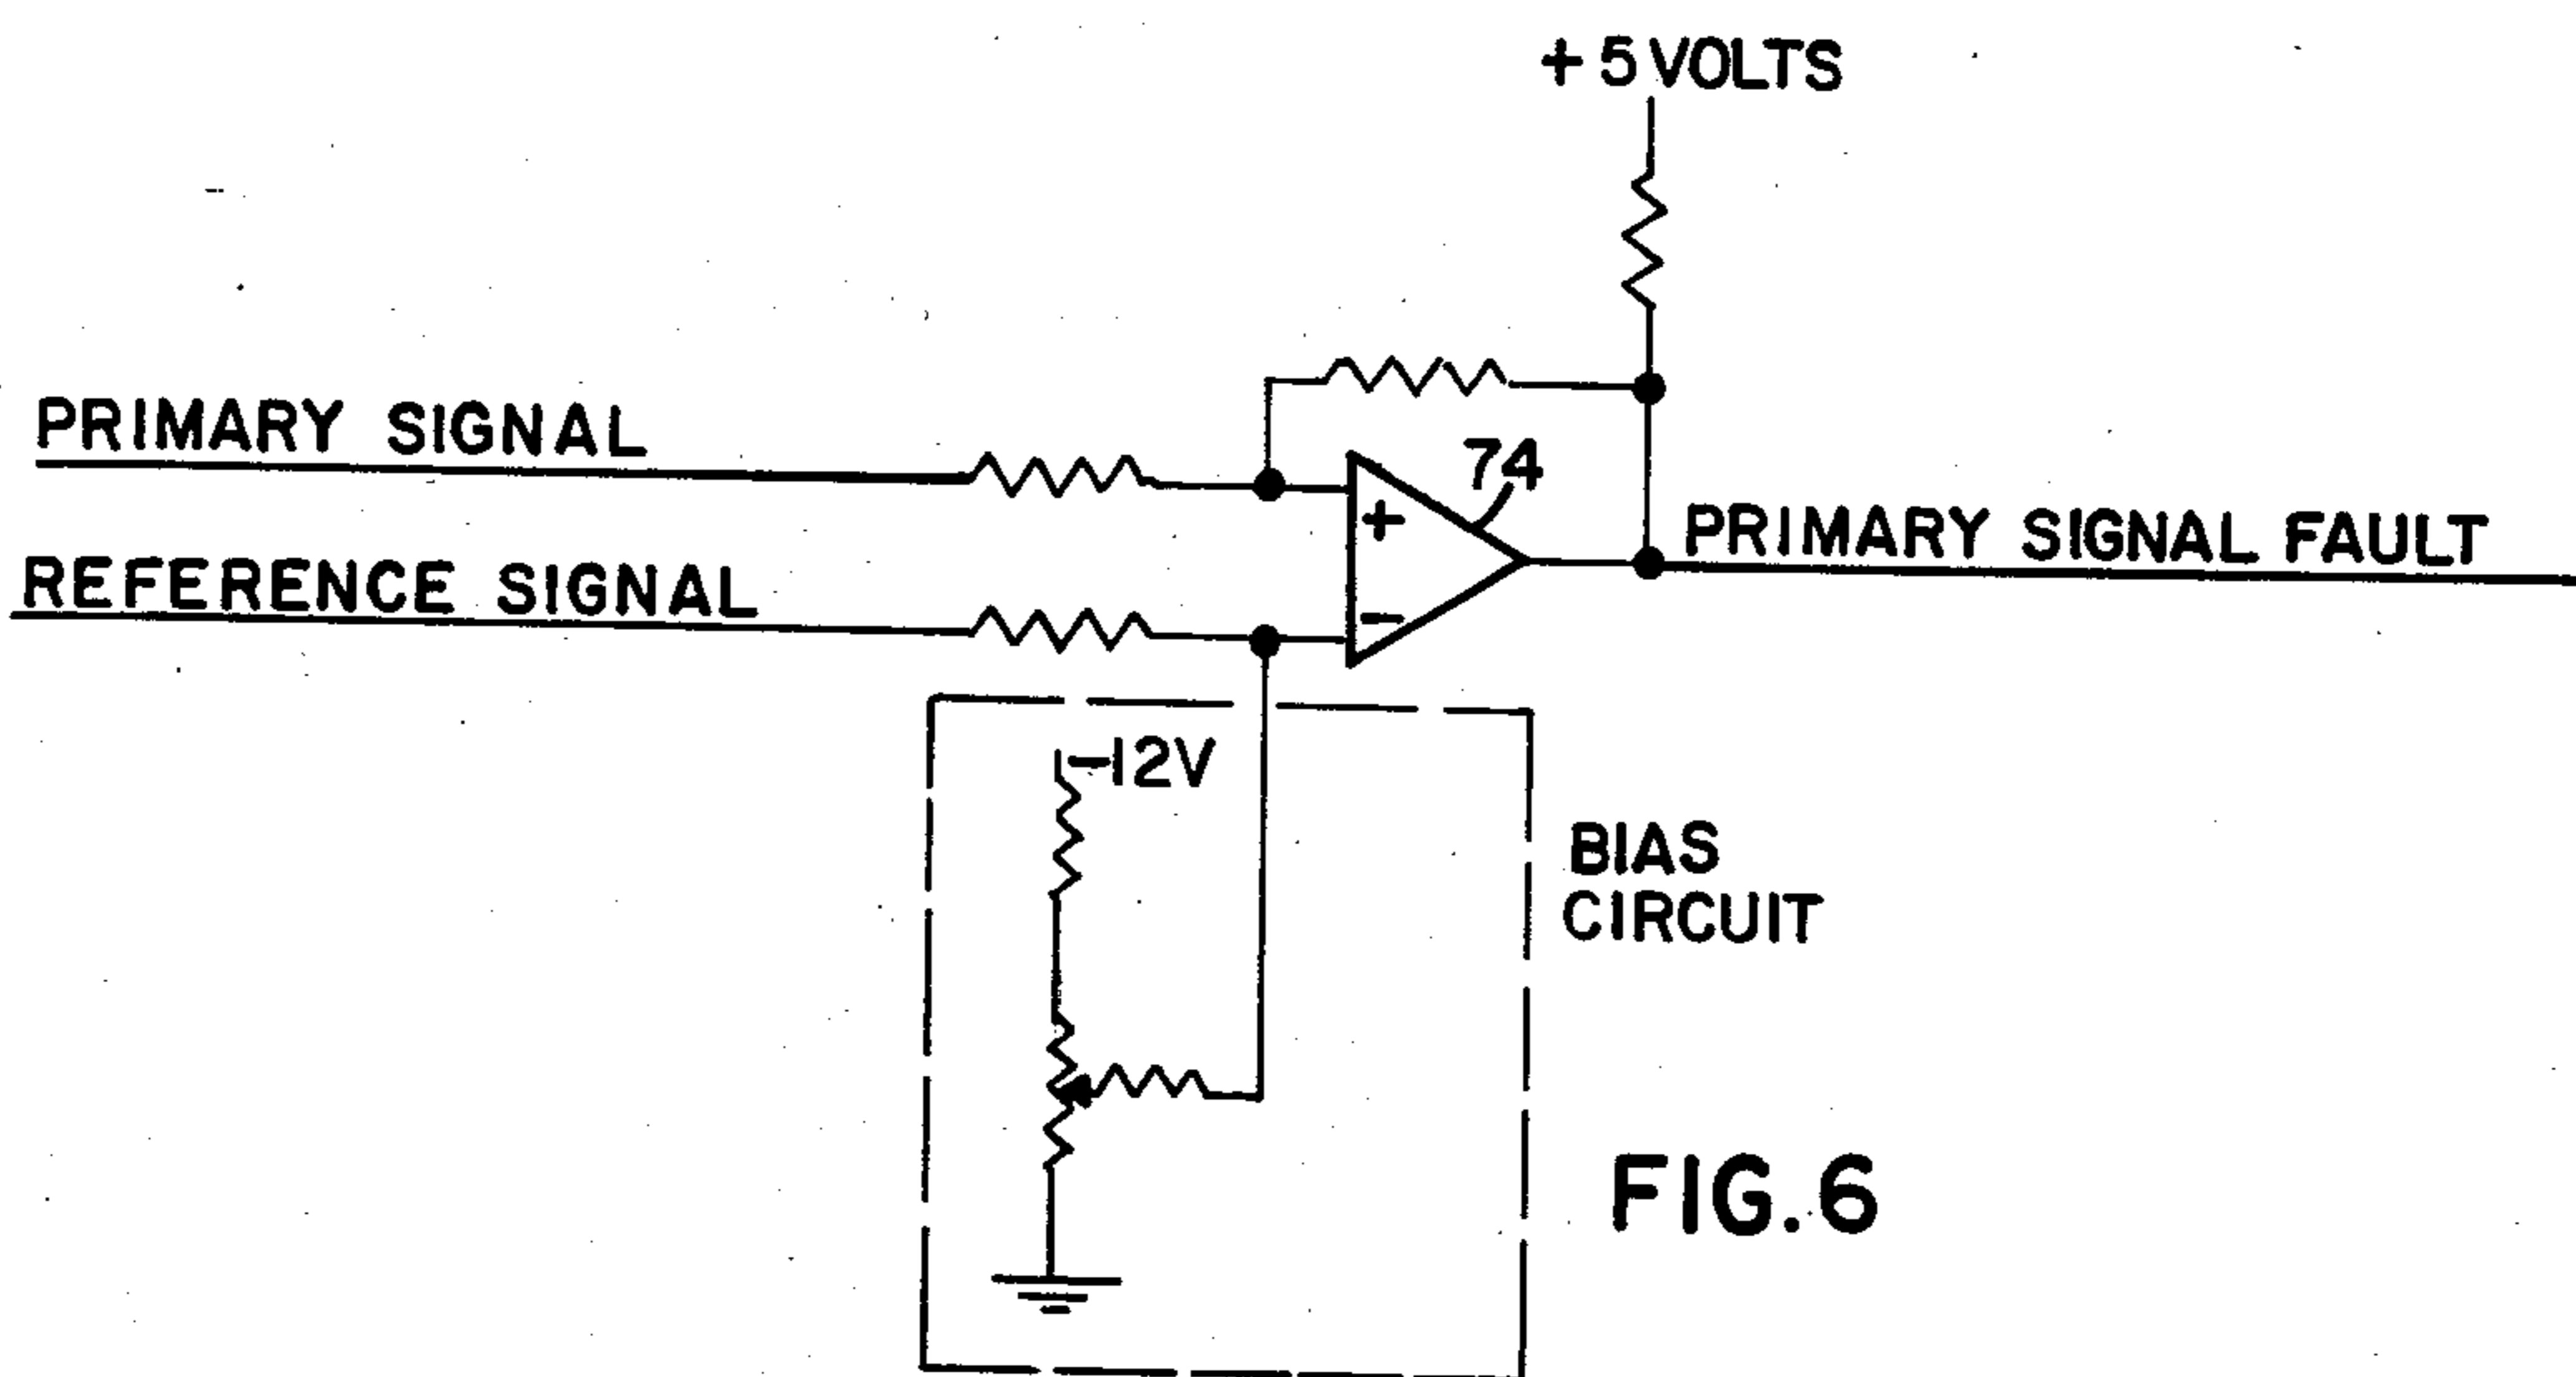 +5 VOLTS
PRIMARY SIGNAL
74
+
PRIMARY SIGNAL FAULT
REFERENCE SIGNAL
-
-12V
BIAS
CIRCUIT
FIG.6